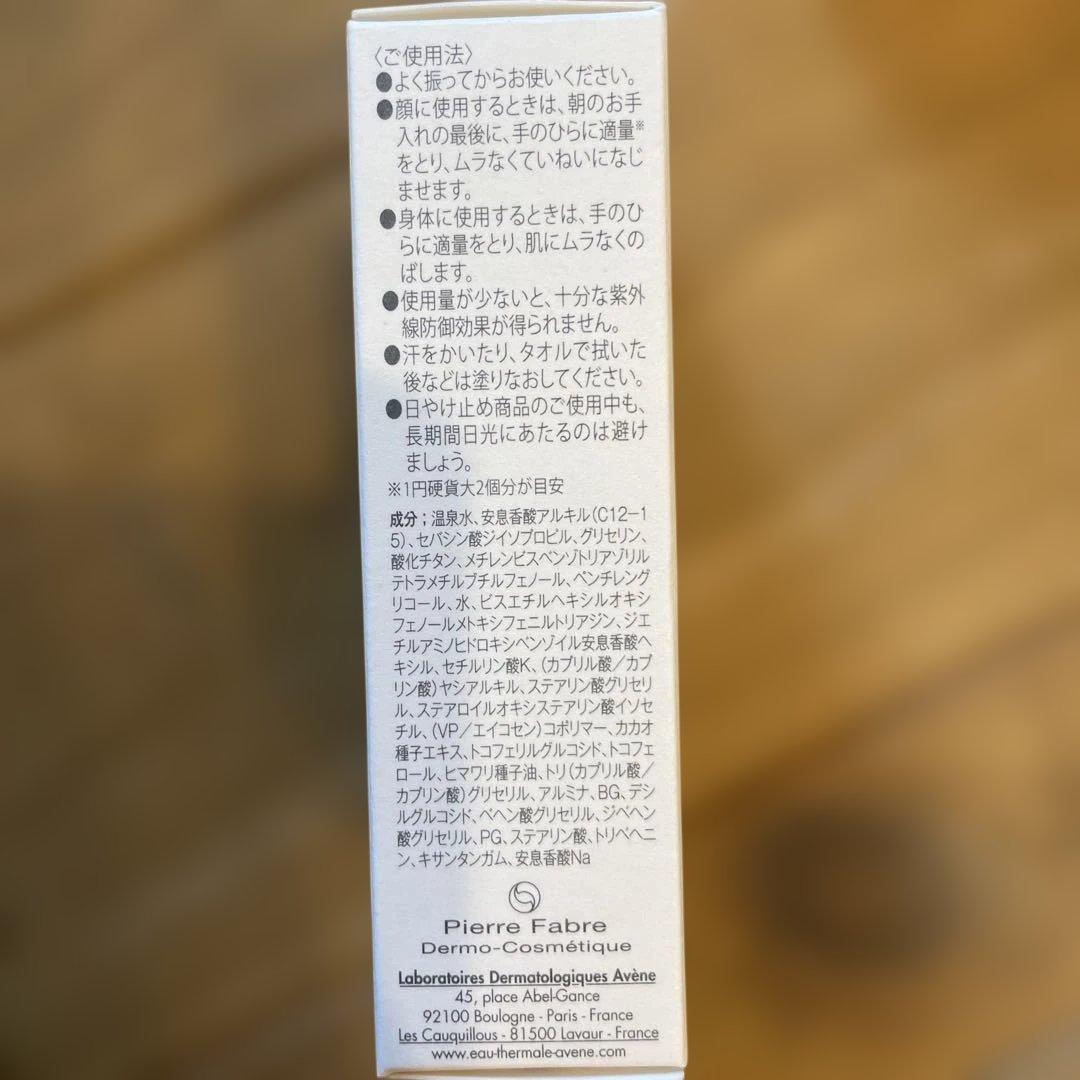 〈ご使用法〉
●よく振ってからお使いください。
●顔に使用するときは、朝のお手
入れの最後に、手のひらに適量※
をとり、ムラなくていねいになじ
ませます。
●身体に使用するときは、手のひ
らに適量をとり、肌にムラなくの
ばします。
●使用量が少ないと、十分な紫外
線防御効果が得られません。
●汗をかいたり、タオルで拭いた
後などは塗りなおしてください。
●日やけ止め商品のご使用中も、
長期間日光にあたるのは避け
ましょう。
※1円硬貨大2個分が目安
成分；温泉水、安息香酸アルキル（C12－1
5）、セバシン酸ジイソプロピル、グリセリン、
酸化チタン、メチレンビスベンゾトリアゾリル
テトラメチルブチルフェノール、ペンチレング
リコール、水、ビスエチルヘキシルオキシ
フェノールメトキシフェニルトリアジン、ジエ
チルアミノヒドロキシベンゾイル安息香酸ヘ
キシル、セチルリン酸K、（カプリル酸／カプ
リン酸）ヤシアルキル、ステアリン酸グリセリ
ル、ステアロイルオキシステアリン酸イソセ
チル、（VP／エイコセン）コポリマー、カカオ
種子エキス、トコフェリルグルコシド、トコフェ
ロール、ヒマワリ種子油、トリ（カプリル酸／
カプリン酸）グリセリル、アルミナ、BG、デシ
ルグルコシド、ベヘン酸グリセリル、ジベヘン
酸グリセリル、PG、ステアリン酸、トリベヘニ
ン、キサンタンガム、安息香酸Na
Pierre Fabre
Dermo-Cosmétique
Laboratoires Dermatologiques Avène
45, place Abel-Gance
92100 Boulogne - Paris - France
Les Cauquillous - 81500 Lavaur - France
www.eau-thermale-avene.com